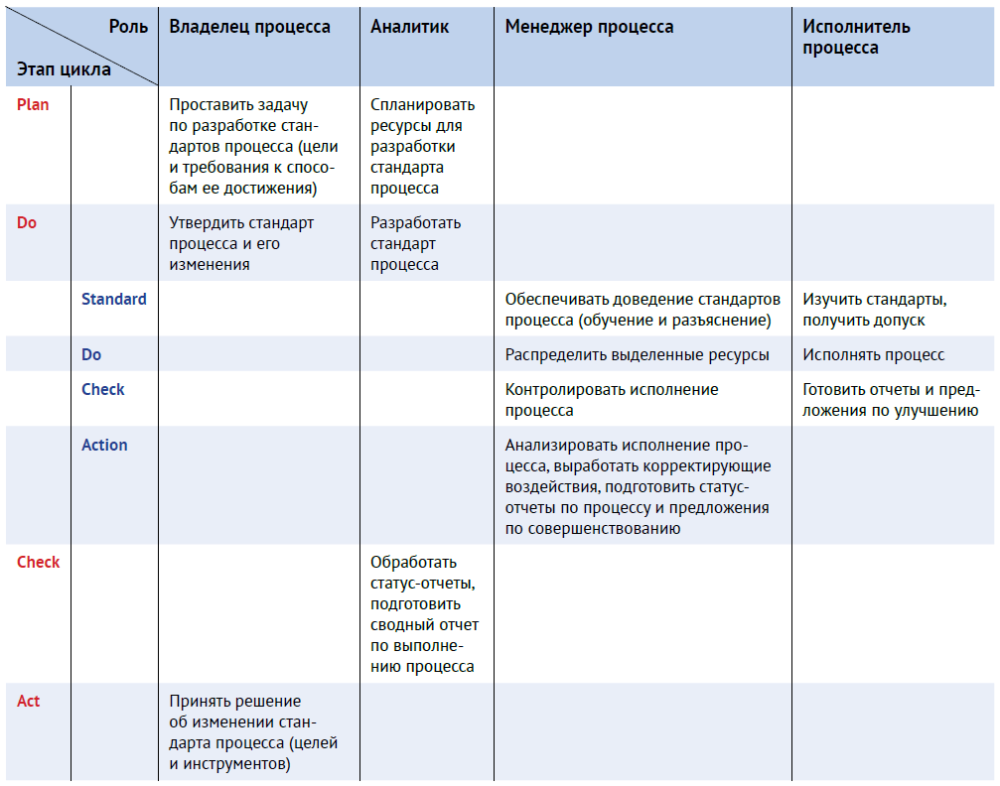 Роль
Этап цикла
Владелец процесса
Аналитик
Менеджер процесса
Исполнитель
процесса
Plan
Проставить задачу
по разработке стан-
дартов процесса (цели
и требования к спосо-
бам ее достижения)
Спланировать
ресурсы для
разработки
стандарта
процесса
Do
Утвердить стандарт
процесса и его
изменения
Разработать
стандарт
процесса
Standard
Обеспечивать доведение стандартов
процесса (обучение и разъяснение)
Изучить стандарты,
получить допуск
Do
Распределить выделенные ресурсы
Исполнять процесс
Check
Контролировать исполнение
процесса
Готовить отчеты и пред-
ложения по улучшению
Action
Анализировать исполнение про-
цесса, выработать корректирующие
воздействия, подготовить статус-
отчеты по процессу и предложения
по совершенствованию
Check
Обработать
статус-отчеты,
подготовить
сводный отчет
по выполне-
нию процесса
Act
Принять решение
об изменении стан-
дарта процесса (целей
и инструментов)